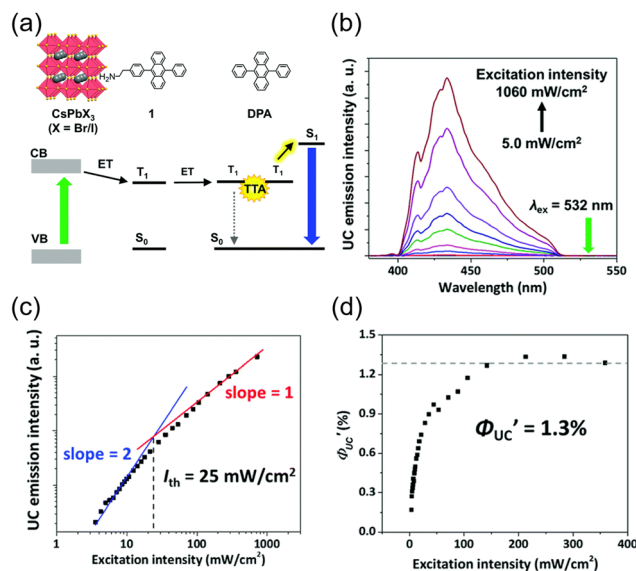 (a)
H₂N
CsPbX₃
(X = Br/I)
1
DPA
CB
ET
T₁
ET
T₁
TTA
T₁
S₁
VB
S₀
S₀
(b)
UC emission intensity (a. u.)
Excitation intensity
1060 mW/cm²
5.0 mW/cm²
λex = 532 nm
400
450
500
550
Wavelength (nm)
(c)
UC emission intensity (a. u.)
slope = 1
slope = 2
Ith = 25 mW/cm²
1
10
100
1000
Excitation intensity (mW/cm²)
(d)
ΦUC' (%)
1.5
1.2
0.9
0.6
0.3
0.0
ΦUC' = 1.3%
0
100
200
300
400
Excitation intensity (mW/cm²)